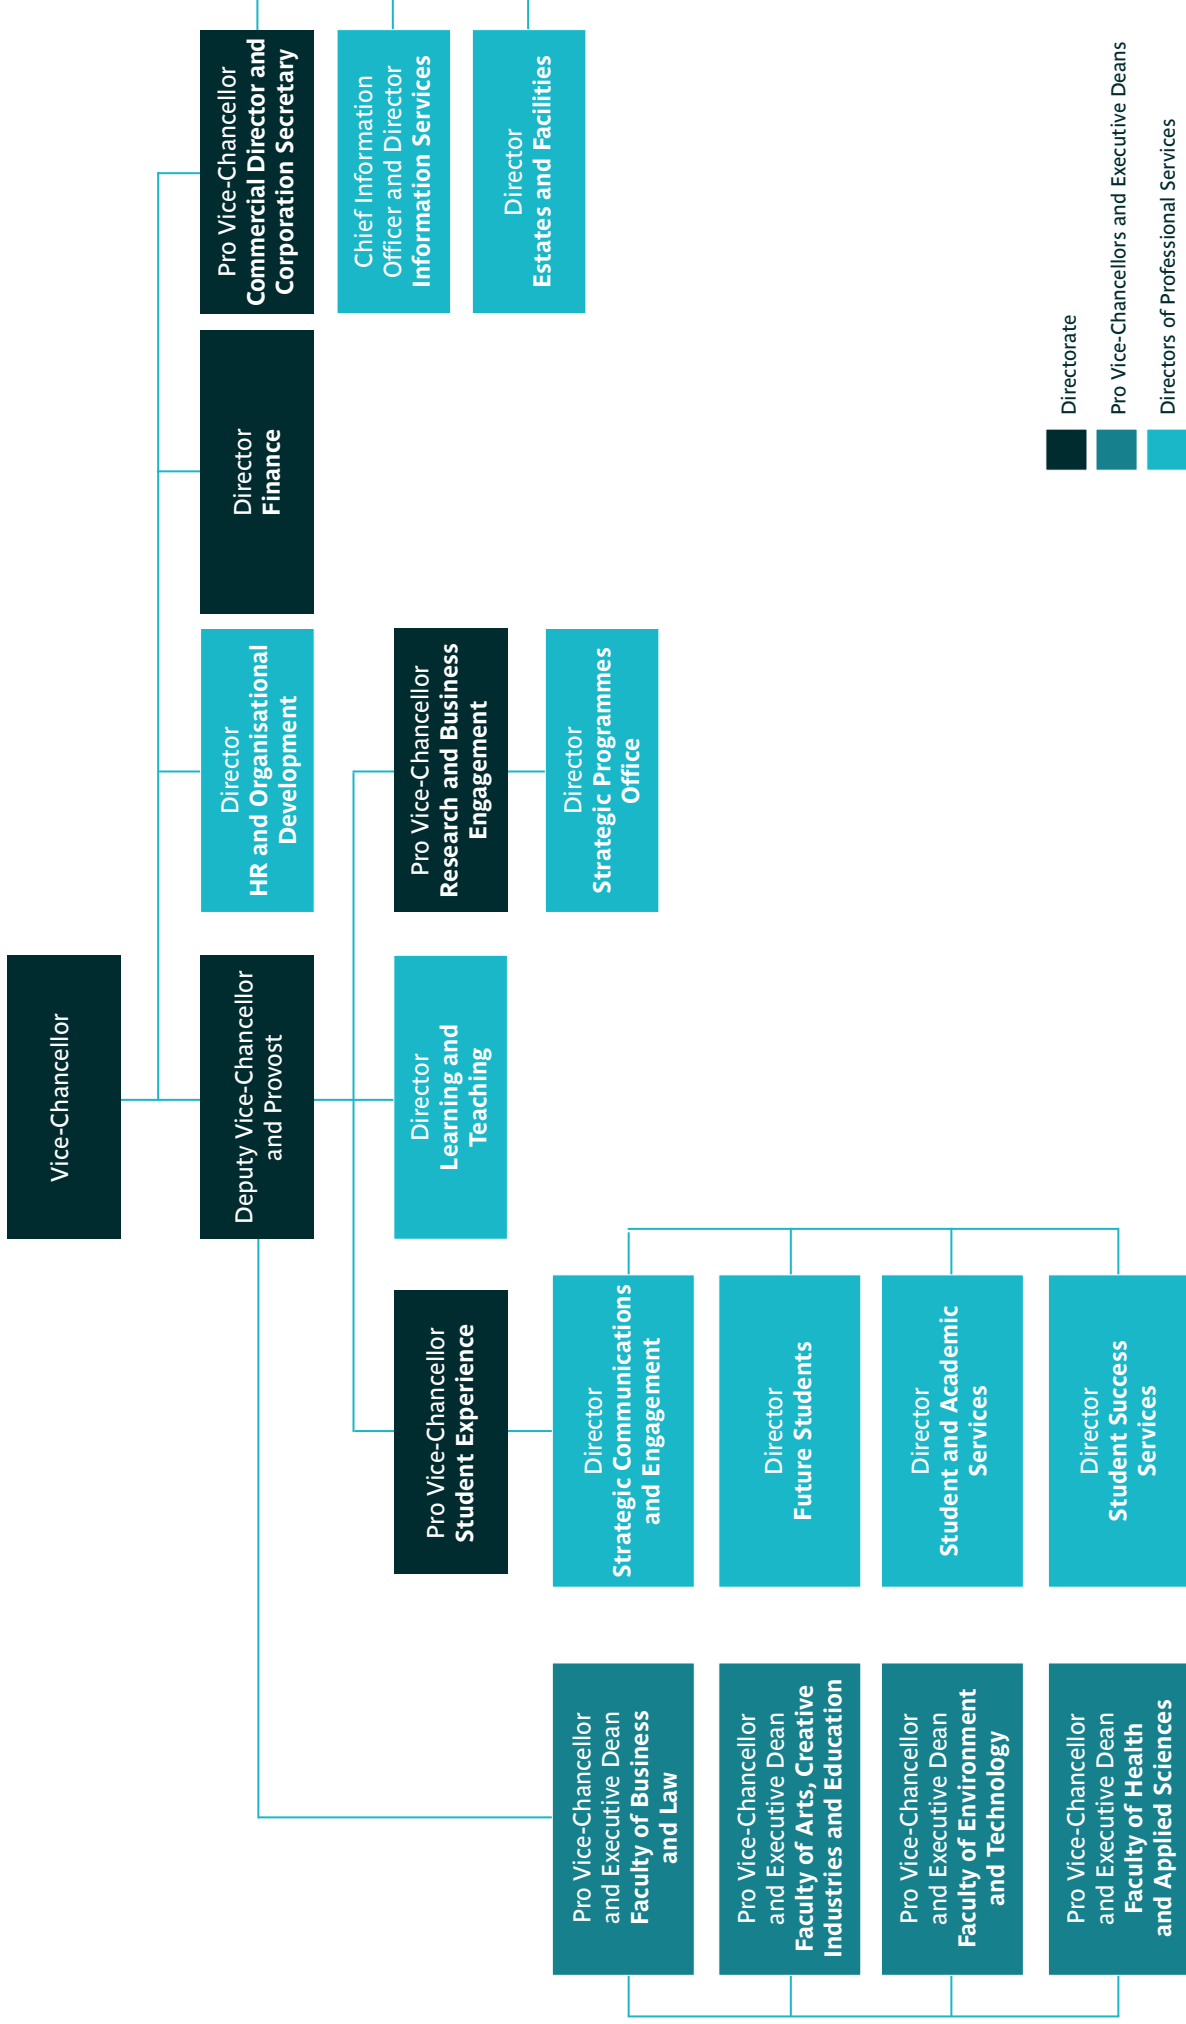 Vice-Chancellor
Deputy Vice-Chancellor
and Provost
Director
HR and Organisational
Development
Director
Finance
Pro Vice-Chancellor
Commercial Director and
Corporation Secretary
Chief Information
Officer and Director
Information Services
Director
Estates and Facilities
Pro Vice-Chancellor
Student Experience
Director
Learning and
Teaching
Pro Vice-Chancellor
Research and Business
Engagement
Director
Strategic Programmes
Office
Pro Vice-Chancellor
and Executive Dean
Faculty of Business
and Law
Director
Strategic Communications
and Engagement
Pro Vice-Chancellor
and Executive Dean
Faculty of Arts, Creative
Industries and Education
Director
Future Students
Pro Vice-Chancellor
and Executive Dean
Faculty of Environment
and Technology
Director
Student and Academic
Services
Pro Vice-Chancellor
and Executive Dean
Faculty of Health
and Applied Sciences
Director
Student Success
Services
Directorate
Pro Vice-Chancellors and Executive Deans
Directors of Professional Services